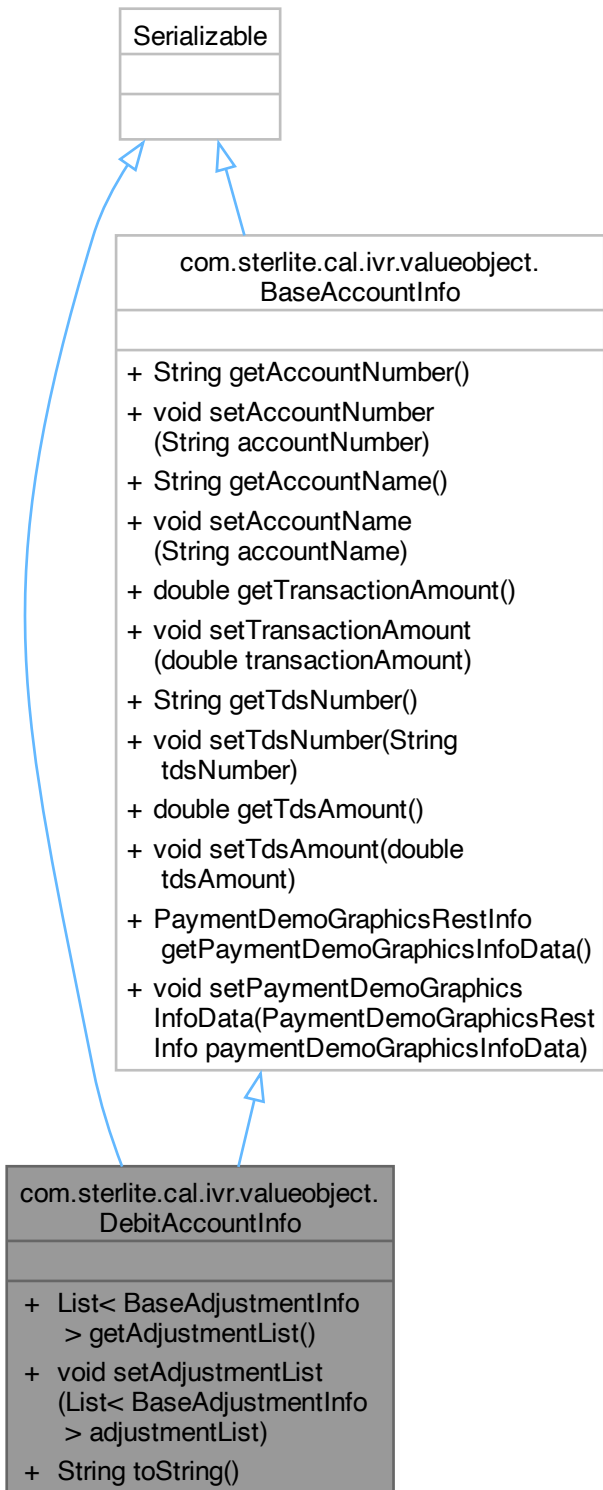 Serializable
com.sterlite.cal.ivr.valueobject.
BaseAccountInfo
+ String getAccountNumber()
+ void setAccountNumber
(String accountNumber)
+ String getAccountName()
+ void setAccountName
(String accountName)
+ double getTransactionAmount()
+ void setTransactionAmount
(double transactionAmount)
+ String getTdsNumber()
+ void setTdsNumber(String
tdsNumber)
+ double getTdsAmount()
+ void setTdsAmount(double
tdsAmount)
+ PaymentDemoGraphicsRestInfo
getPaymentDemoGraphicsInfoData()
+ void setPaymentDemoGraphics
InfoData(PaymentDemoGraphicsRest
Info paymentDemoGraphicsInfoData)
com.sterlite.cal.ivr.valueobject.
DebitAccountInfo
+ List< BaseAdjustmentInfo
> getAdjustmentList()
+ void setAdjustmentList
(List< BaseAdjustmentInfo
> adjustmentList)
+ String toString()